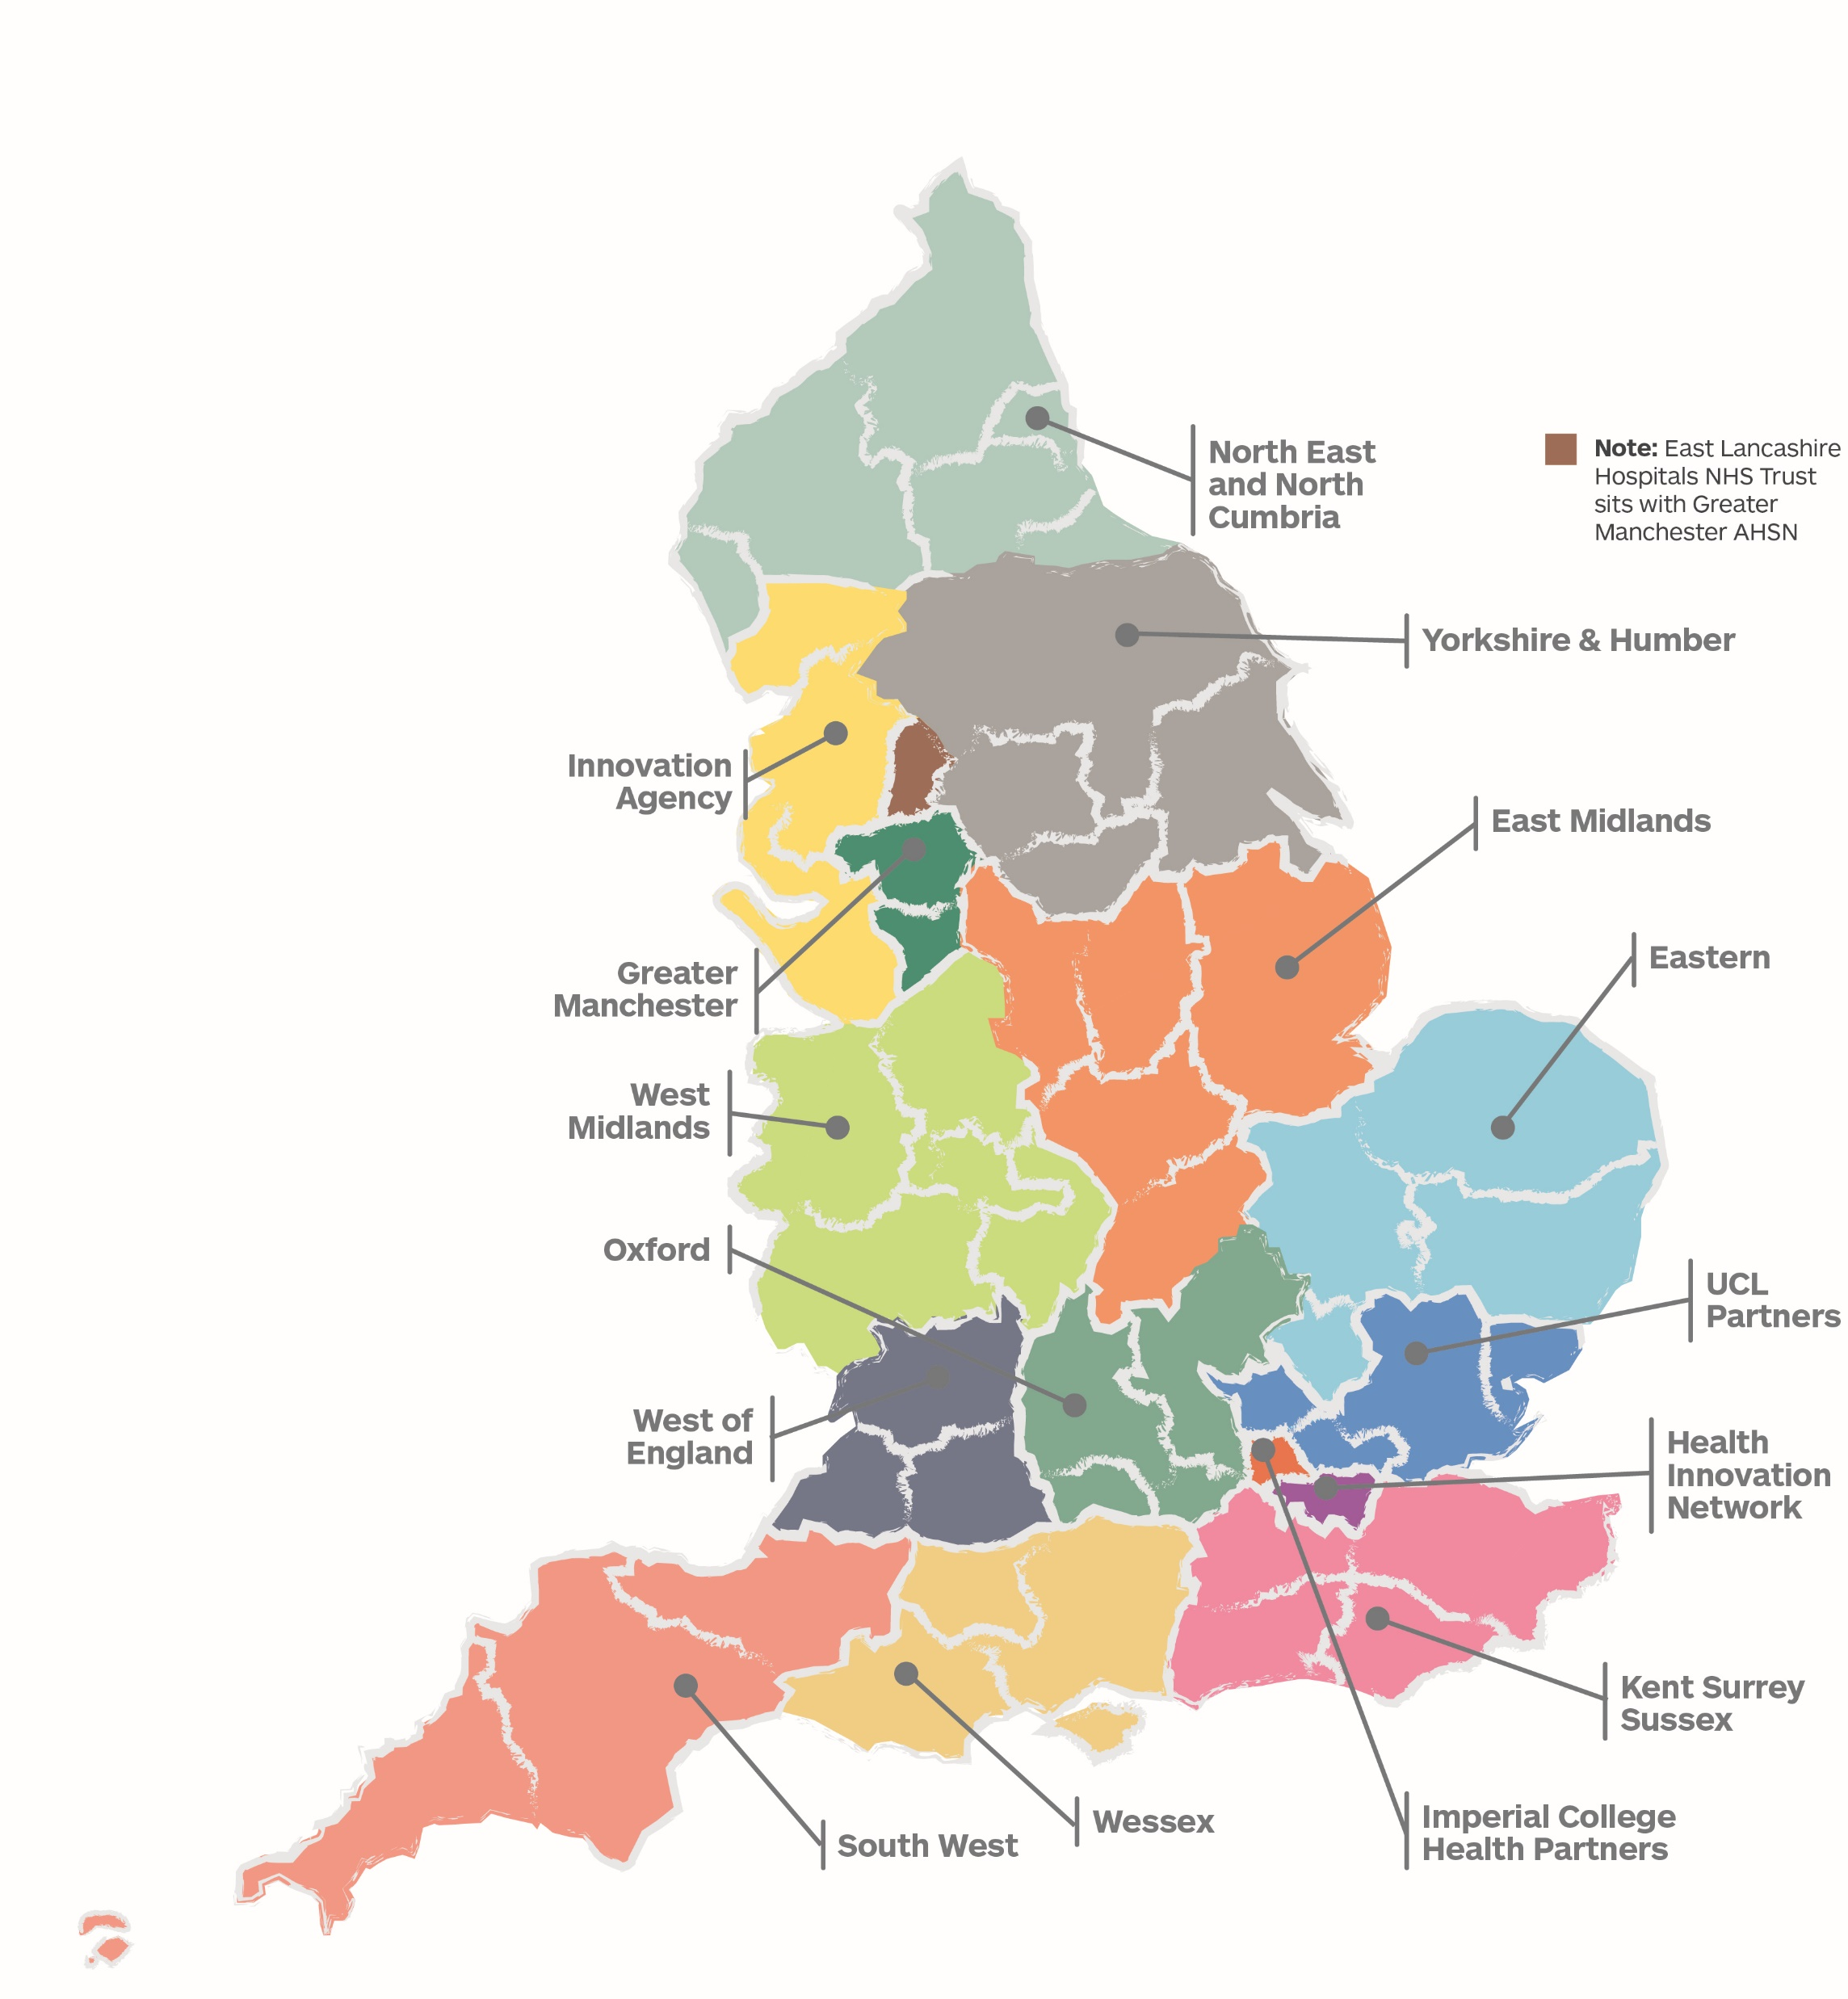 North East
and North
Cumbria
Note: East Lancashire
Hospitals NHS Trust
sits with Greater
Manchester AHSN
Yorkshire & Humber
Innovation
Agency
East Midlands
Eastern
Greater
Manchester
West
Midlands
Oxford
UCL
Partners
West of
England
Health
Innovation
Network
Kent Surrey
Sussex
Wessex
Imperial College
Health Partners
South West